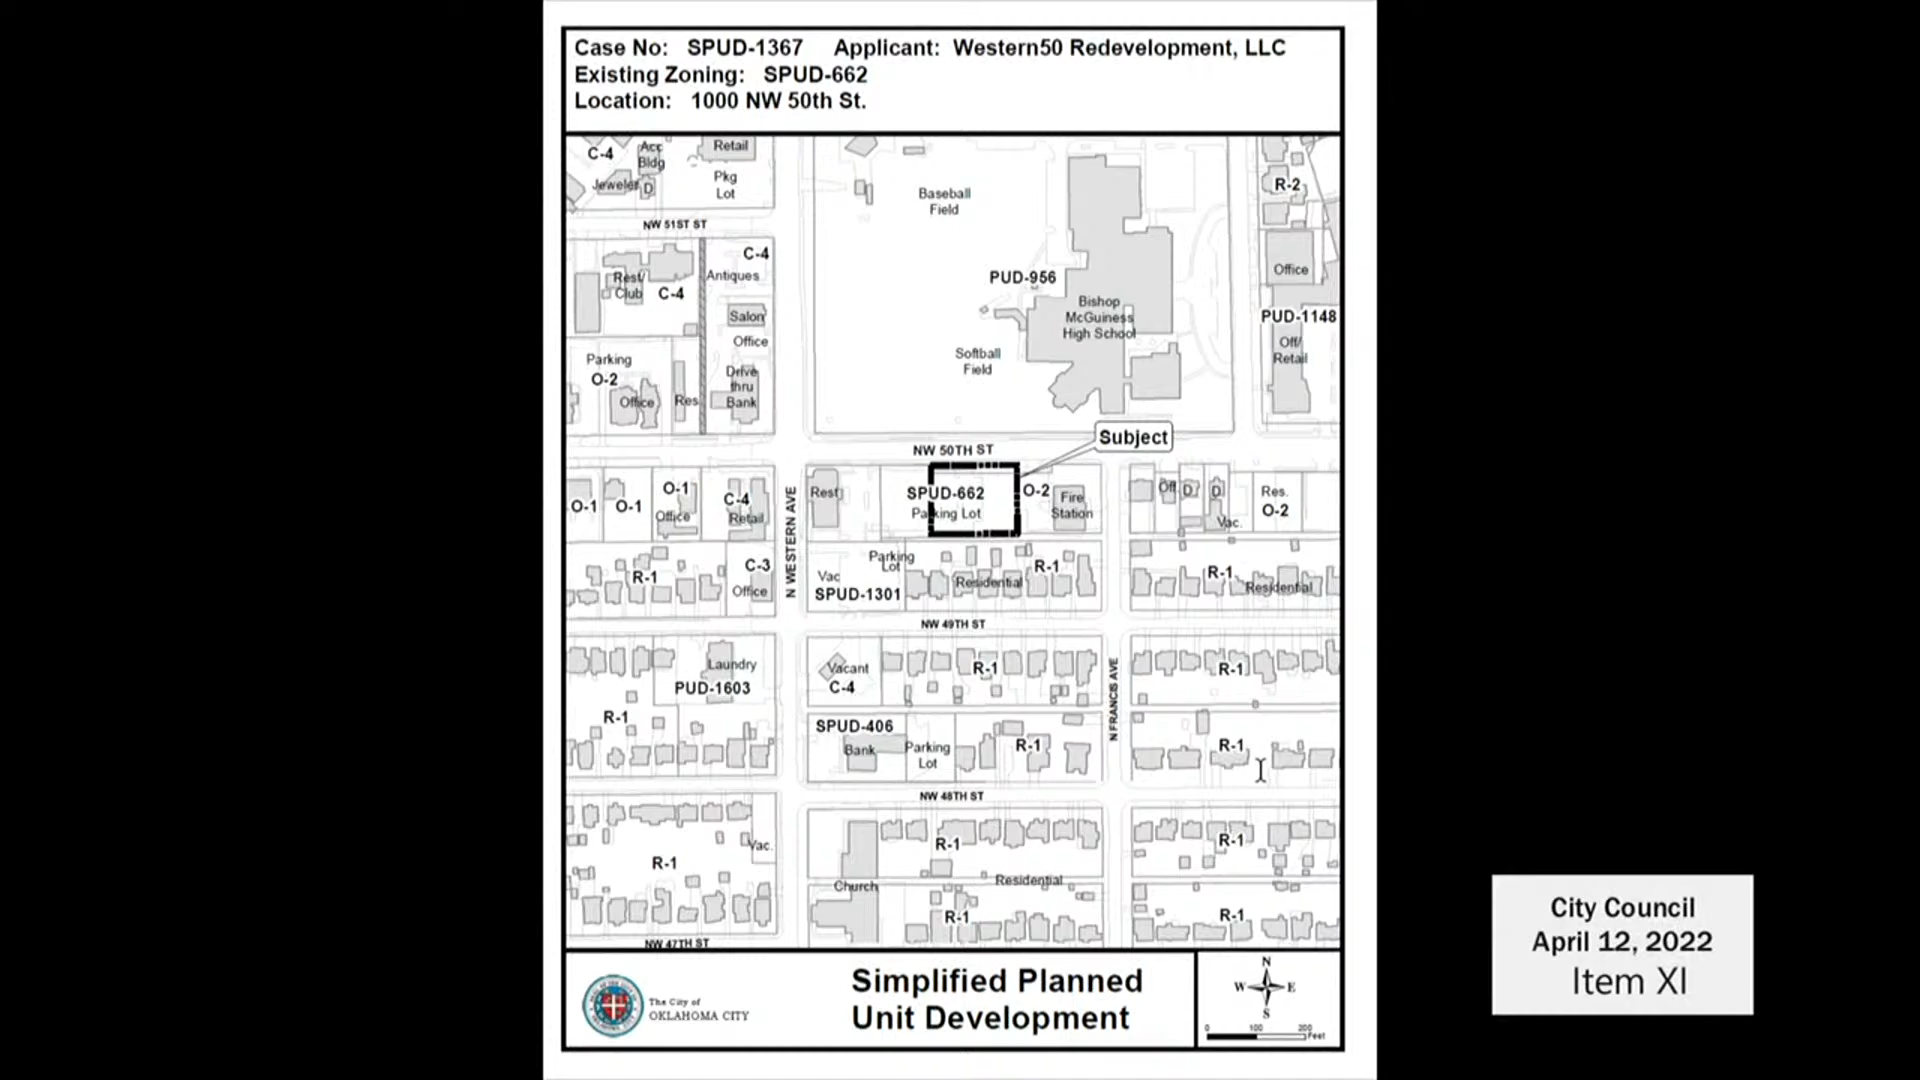 Case No: SPUD-1367 Applicant: Western50 Redevelopment, LLC
Existing Zoning: SPUD-662
Location: 1000 NW 50th St.
C-4
Acc
Bldg
Retail
Jeweler
D
Pkg
Lot
Baseball
Field
R-2
NW 51ST ST
C-4
Antiques
Rest/
Club
C-4
PUD-956
Office
Salon
Office
Bishop
McGuiness
High School
PUD-1148
Off/
Retail
Parking
O-2
Office
Res
Drive
thru
Bank
Softball
Field
Subject
NW 50TH ST
O-1
O-1
O-1
Office
C-4
Retail
N WESTERN AVE
Rest
SPUD-662
Parking Lot
O-2
Fire
Station
Off
D
D
Vac.
Res.
O-2
R-1
C-3
Office
Parking
Lot
Vac
SPUD-1301
Residential
R-1
R-1
Residential
NW 49TH ST
Laundry
PUD-1603
R-1
Vacant
C-4
R-1
N FRANCIS AVE
R-1
SPUD-406
Bank
Parking
Lot
R-1
R-1
NW 48TH ST
R-1
Vac.
Church
R-1
Residential
R-1
R-1
R-1
NW 47TH ST
The City of
OKLAHOMA CITY
Simplified Planned
Unit Development
N
W E
S
0 100 200
Feet
City Council
April 12, 2022
Item XI